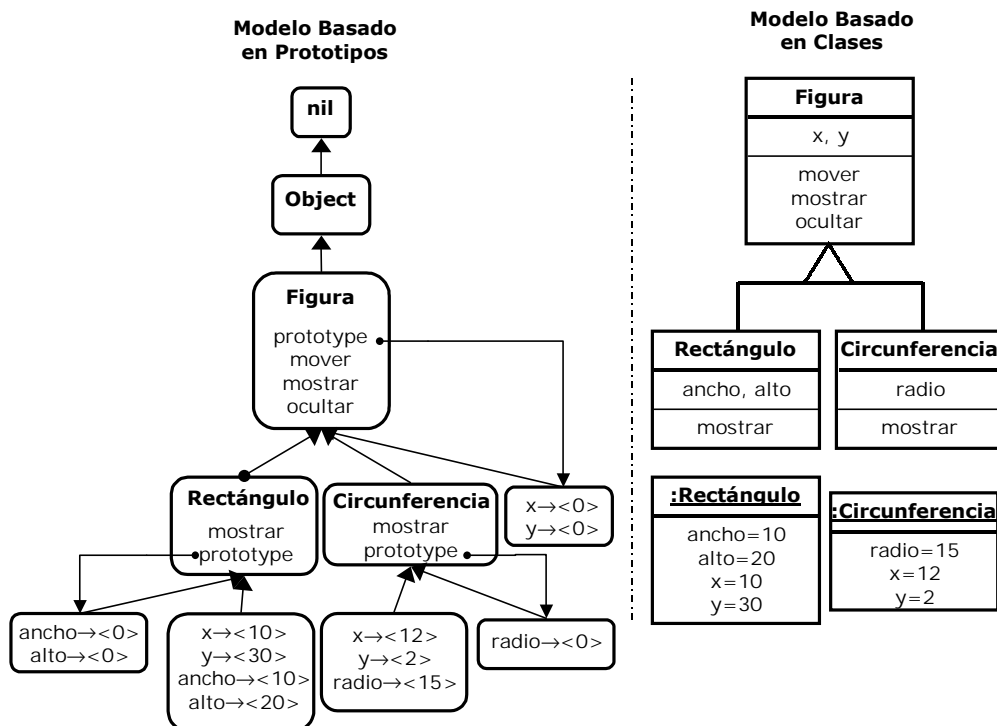 Modelo Basado
en Prototipos
nil
Object
Figura
prototype
mover
mostrar
ocultar
Rectángulo
mostrar
prototype
Circunferencia
mostrar
prototype
x→<0>
y→<0>
ancho→<0>
alto→<0>
x→<10>
y→<30>
ancho→<10>
alto→<20>
x→<12>
y→<2>
radio→<15>
radio→<0>
Modelo Basado
en Clases
Figura
x, y
mover
mostrar
ocultar
Rectángulo
ancho, alto
mostrar
Circunferencia
radio
mostrar
:Rectángulo
ancho=10
alto=20
x=10
y=30
:Circunferencia
radio=15
x=12
y=2